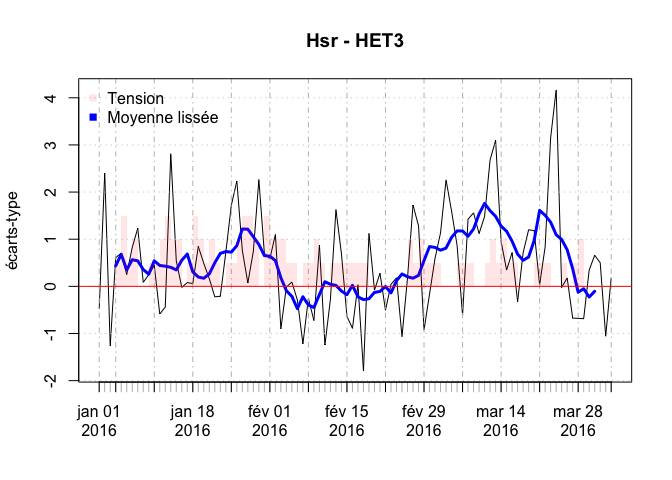 Hsr - HET3
Tension
Moyenne lissée
écarts-type
4
3
2
1
0
-1
-2
jan 01 jan 18 fév 01 fév 15 fév 29 mar 14 mar 28
2016 2016 2016 2016 2016 2016 2016